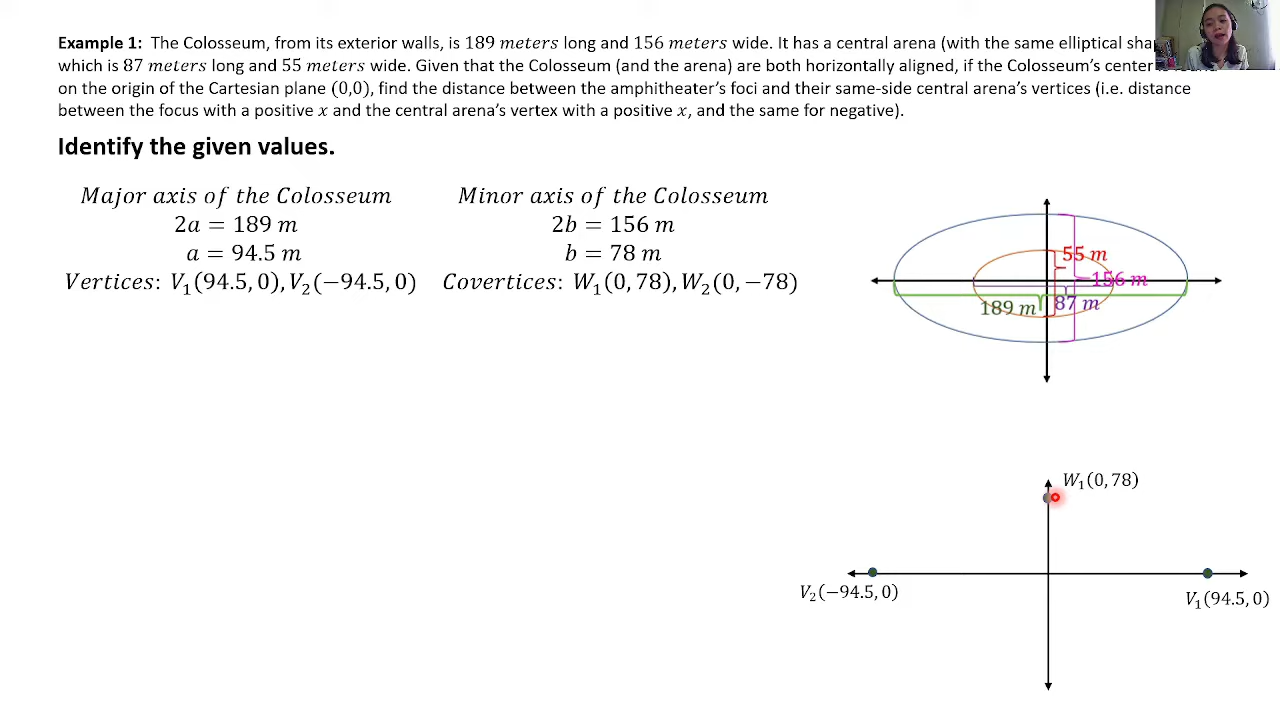 Example 1: The Colosseum, from its exterior walls, is 189 meters long and 156 meters wide. It has a central arena (with the same elliptical
which is 87 meters long and 55 meters wide. Given that the Colosseum (and the arena) are both horizontally aligned, if the Colosseum's center
on the origin of the Cartesian plane (0,0), find the distance between the amphitheater's foci and their same-side central arena's vertices (i.e. distance
between the focus with a positive x and the central arena's vertex with a positive x, and the same for negative).
Identify the given values.
Major axis of the Colosseum
2a = 189 m
a = 94.5 m
Vertices: V₁(94.5, 0), V₂(−94.5, 0)
Minor axis of the Colosseum
2b = 156 m
b = 78 m
Covertices: W₁(0, 78), W₂(0, −78)
55 m
156 m
189 m
87 m
W₁(0, 78)
V₂(−94.5, 0)
V₁(94.5, 0)